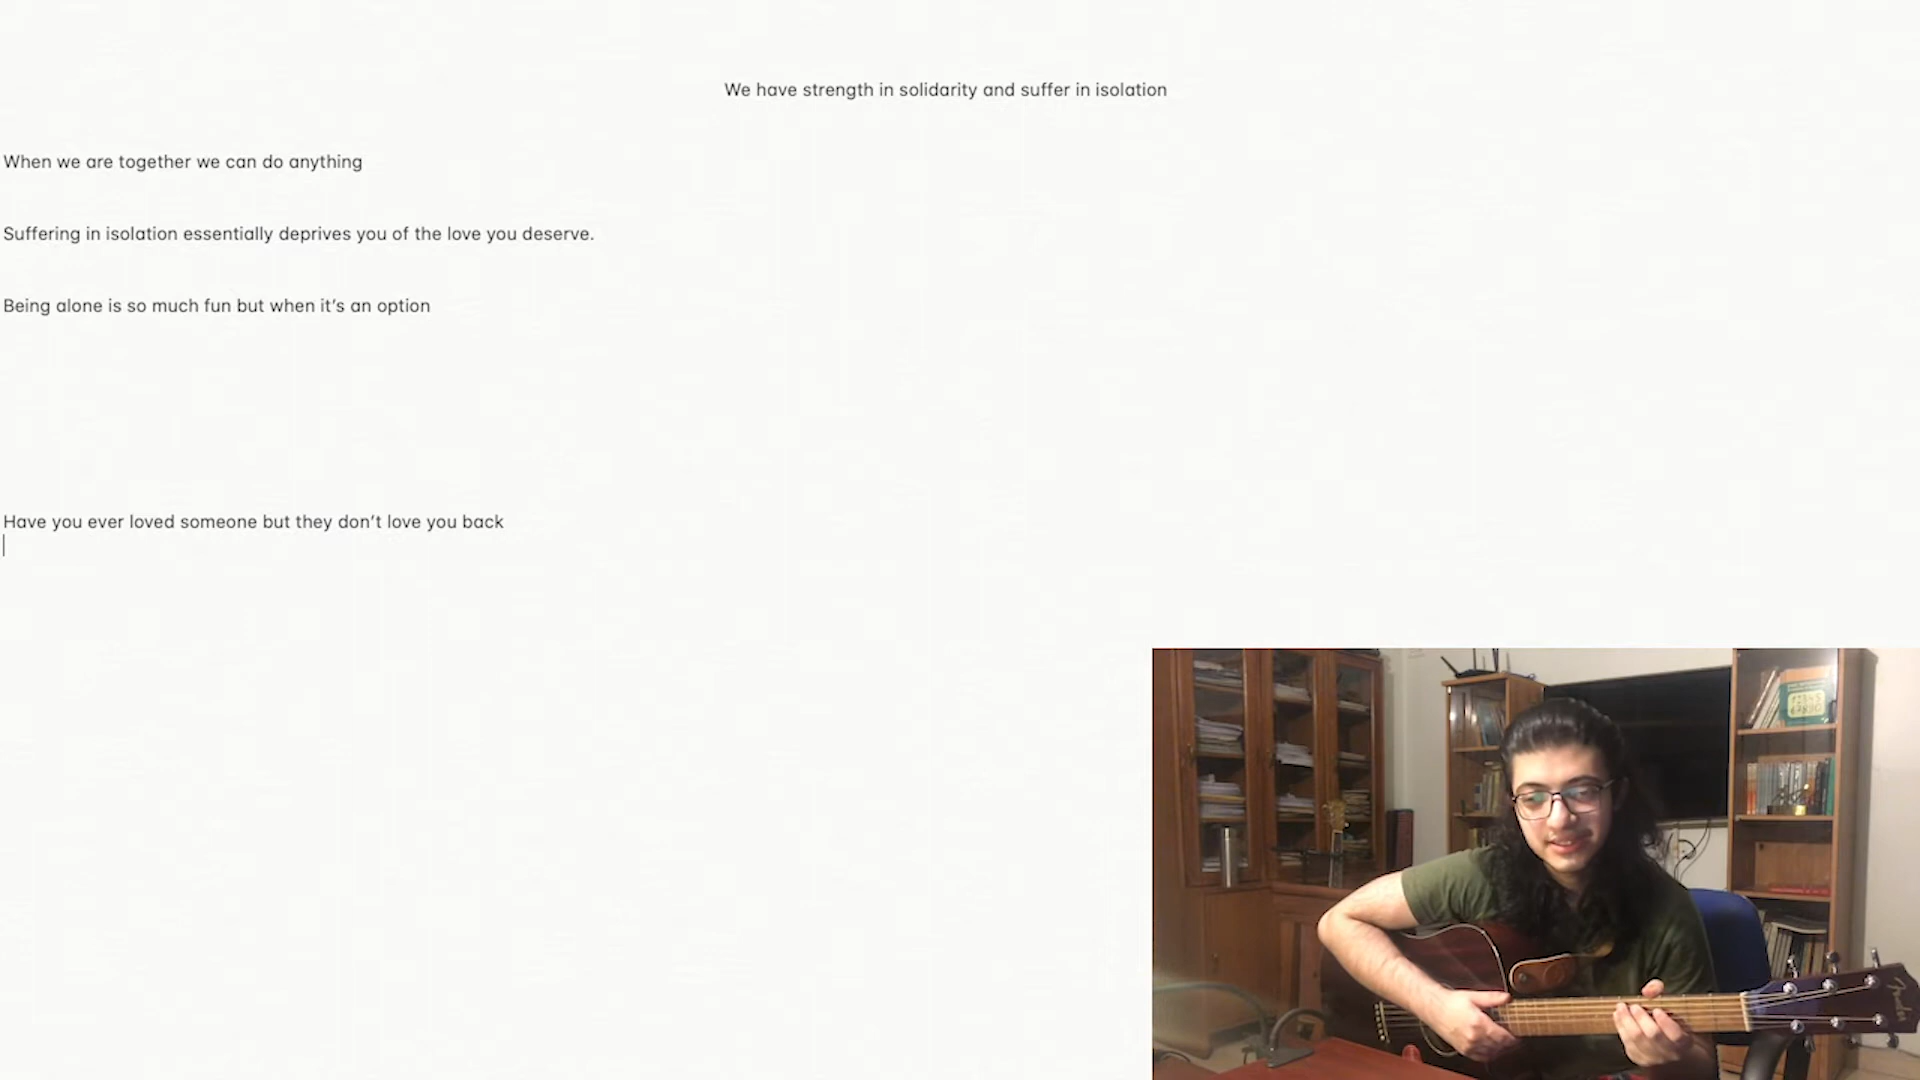 We have strength in solidarity and suffer in isolation
When we are together we can do anything
Suffering in isolation essentially deprives you of the love you deserve.
Being alone is so much fun but when it’s an option
Have you ever loved someone but they don’t love you back
Fender